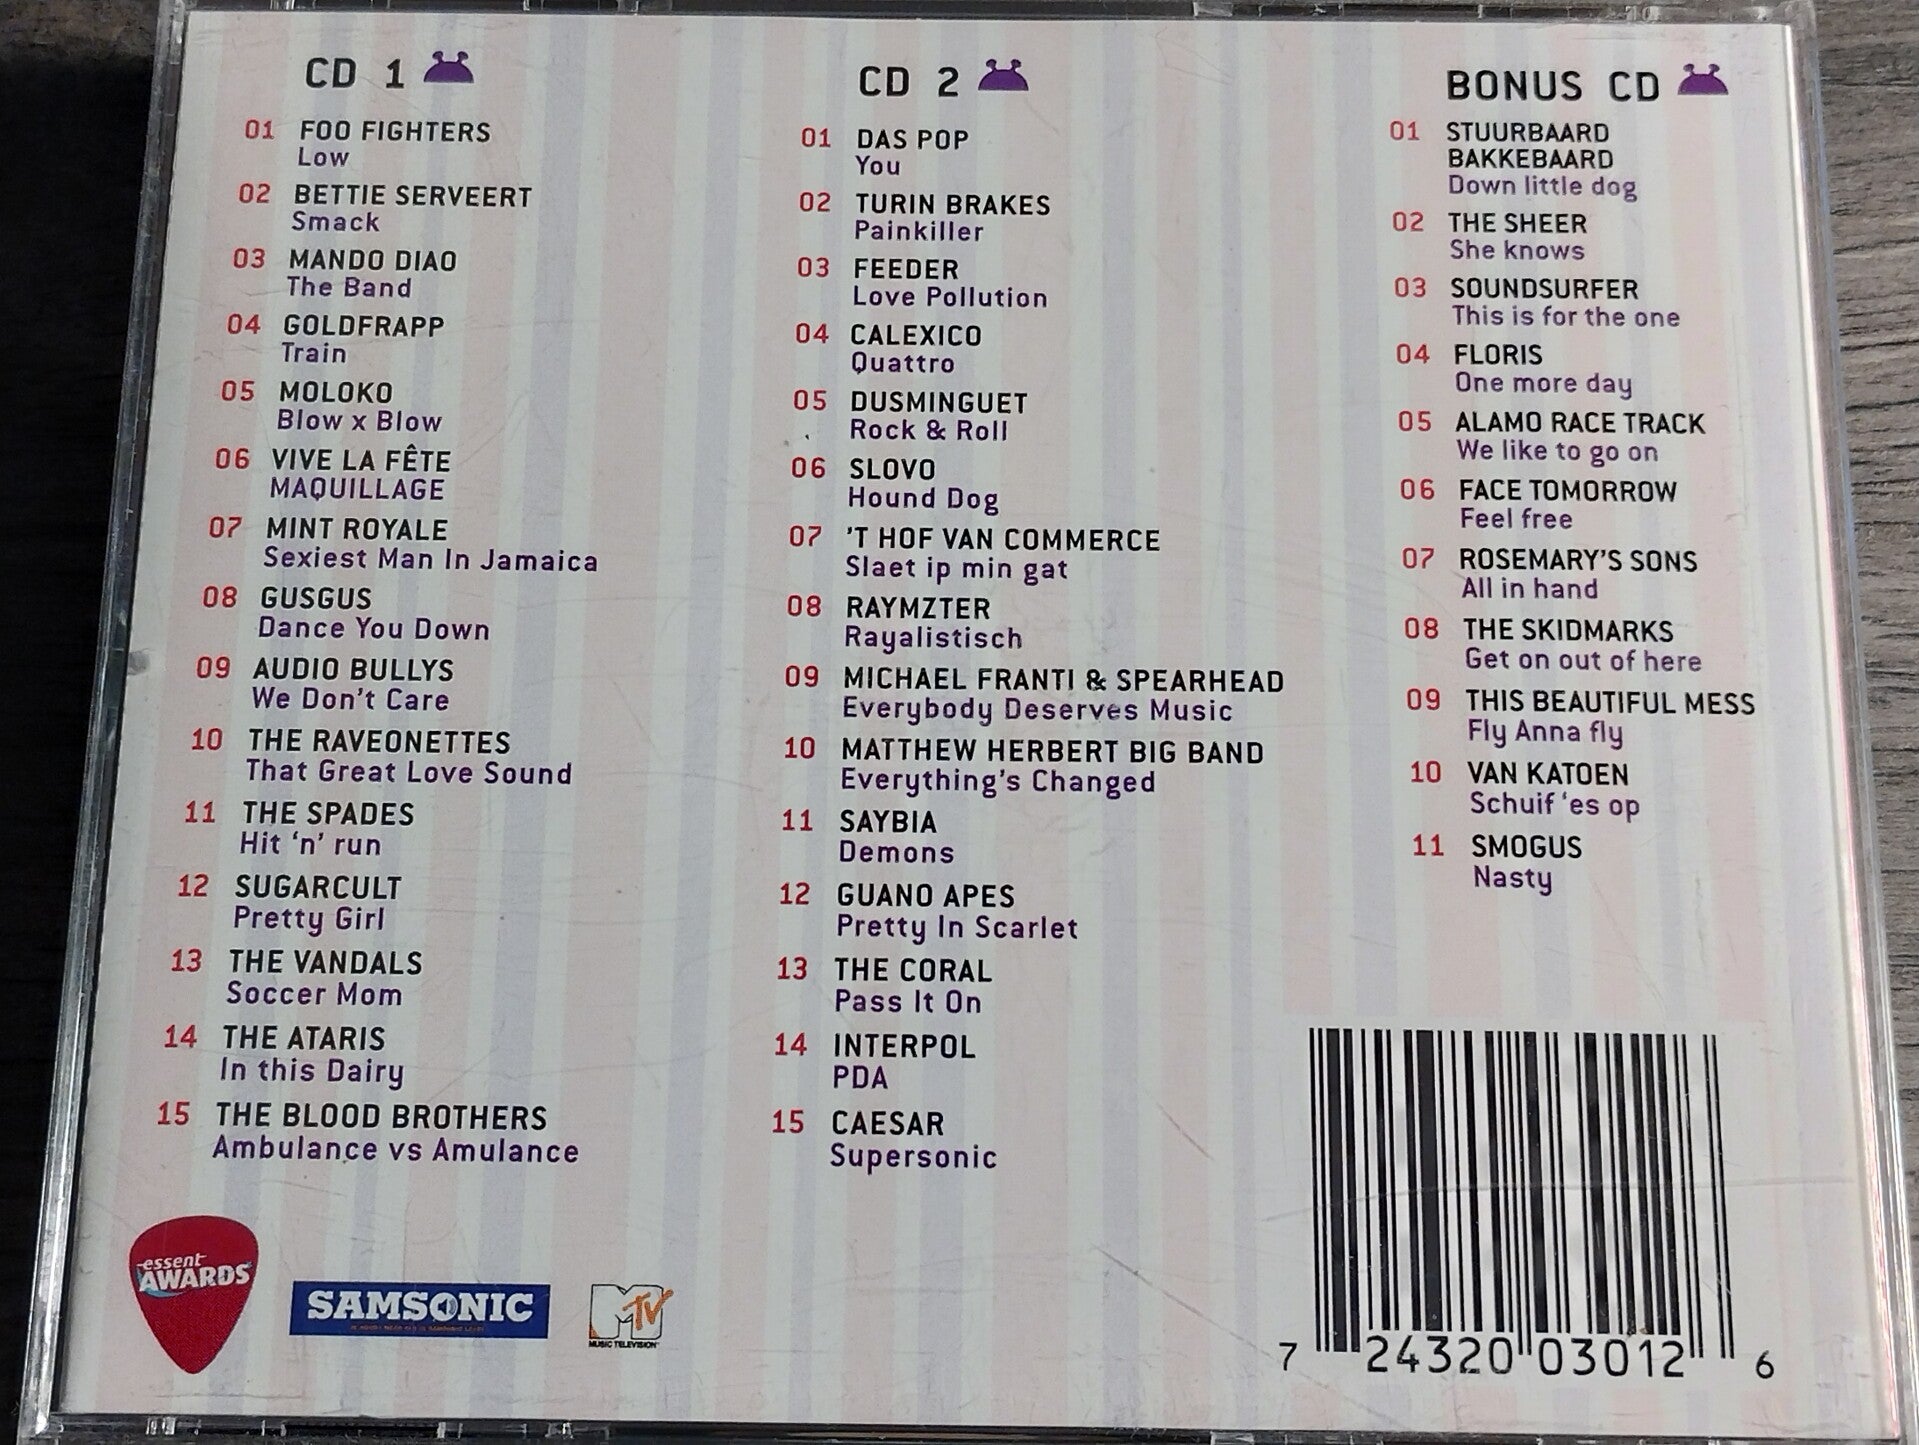 CD 1
01 FOO FIGHTERS
Low
02 BETTIE SERVEERT
Smack
03 MANDO DIAO
The Band
04 GOLDFRAPP
Train
05 MOLOKO
Blow x Blow
06 VIVE LA FÊTE
MAQUILLAGE
07 MINT ROYALE
Sexiest Man In Jamaica
08 GUSGUS
Dance You Down
09 AUDIO BULLYS
We Don't Care
10 THE RAVEONETTES
That Great Love Sound
11 THE SPADES
Hit 'n' run
12 SUGARCULT
Pretty Girl
13 THE VANDALS
Soccer Mom
14 THE ATARIS
In this Dairy
15 THE BLOOD BROTHERS
Ambulance vs Amulance
CD 2
01 DAS POP
You
02 TURIN BRAKES
Painkiller
03 FEEDER
Love Pollution
04 CALEXICO
Quattro
05 DUSMINGUET
Rock & Roll
06 SLOVO
Hound Dog
07 'T HOF VAN COMMERCE
Slaet ip min gat
08 RAYMZTER
Rayalistisch
09 MICHAEL FRANTI & SPEARHEAD
Everybody Deserves Music
10 MATTHEW HERBERT BIG BAND
Everything's Changed
11 SAYBIA
Demons
12 GUANO APES
Pretty In Scarlet
13 THE CORAL
Pass It On
14 INTERPOL
PDA
15 CAESAR
Supersonic
BONUS CD
01 STUURBAARD
BAKKEBAARD
Down little dog
02 THE SHEER
She knows
03 SOUNDSURFER
This is for the one
04 FLORIS
One more day
05 ALAMO RACE TRACK
We like to go on
06 FACE TOMORROW
Feel free
07 ROSEMARY'S SONS
All in hand
08 THE SKIDMARKS
Get on out of here
09 THIS BEAUTIFUL MESS
Fly Anna fly
10 VAN KATOEN
Schuif 'es op
11 SMOGUS
Nasty
essent
AWARDS
SAMSONIC
MTV
MUSIC TELEVISION
7 24320 03012 6